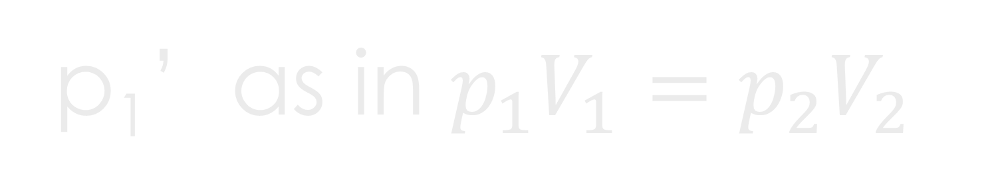 p₁’ as in p₁V₁ = p₂V₂